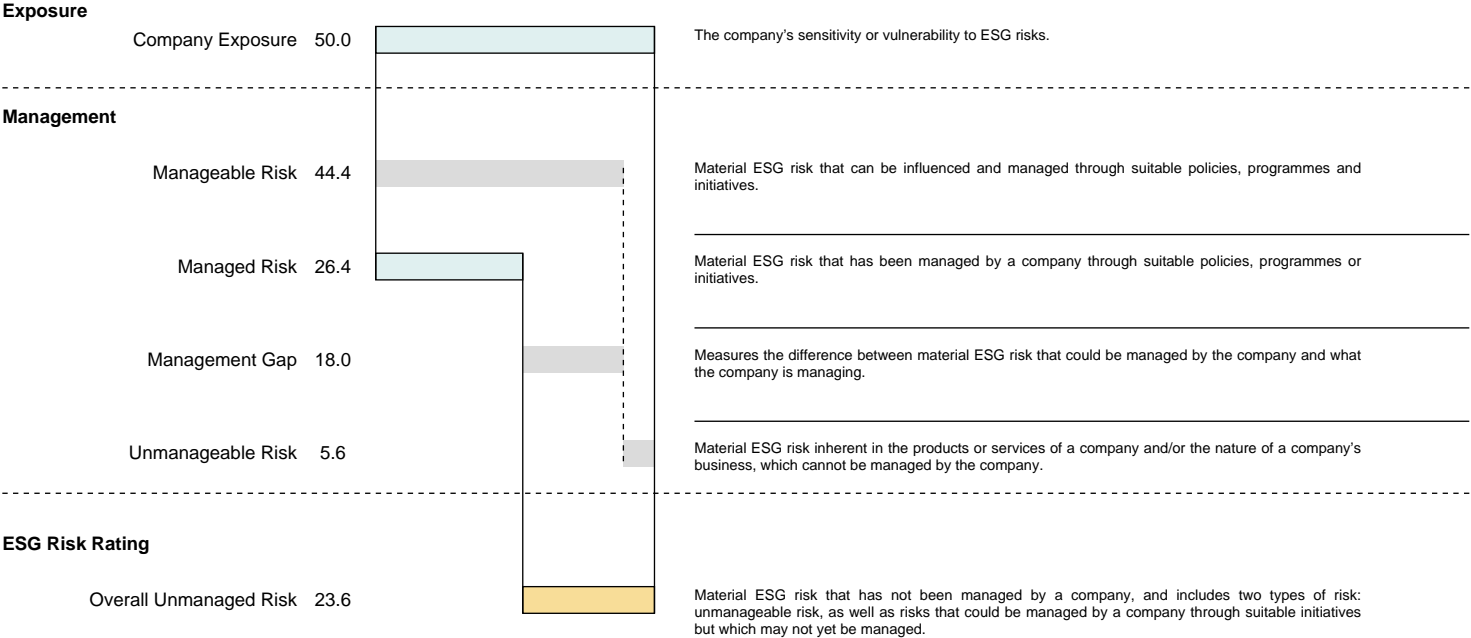 Exposure
Company Exposure 50.0
The company's sensitivity or vulnerability to ESG risks.
Management
Manageable Risk 44.4
Material ESG risk that can be influenced and managed through suitable policies, programmes and
initiatives.
Managed Risk 26.4
Material ESG risk that has been managed by a company through suitable policies, programmes or
initiatives.
Management Gap 18.0
Measures the difference between material ESG risk that could be managed by the company and what
the company is managing.
Unmanageable Risk 5.6
Material ESG risk inherent in the products or services of a company and/or the nature of a company's
business, which cannot be managed by the company.
ESG Risk Rating
Overall Unmanaged Risk 23.6
Material ESG risk that has not been managed by a company, and includes two types of risk:
unmanageable risk, as well as risks that could be managed by a company through suitable initiatives
but which may not yet be managed.